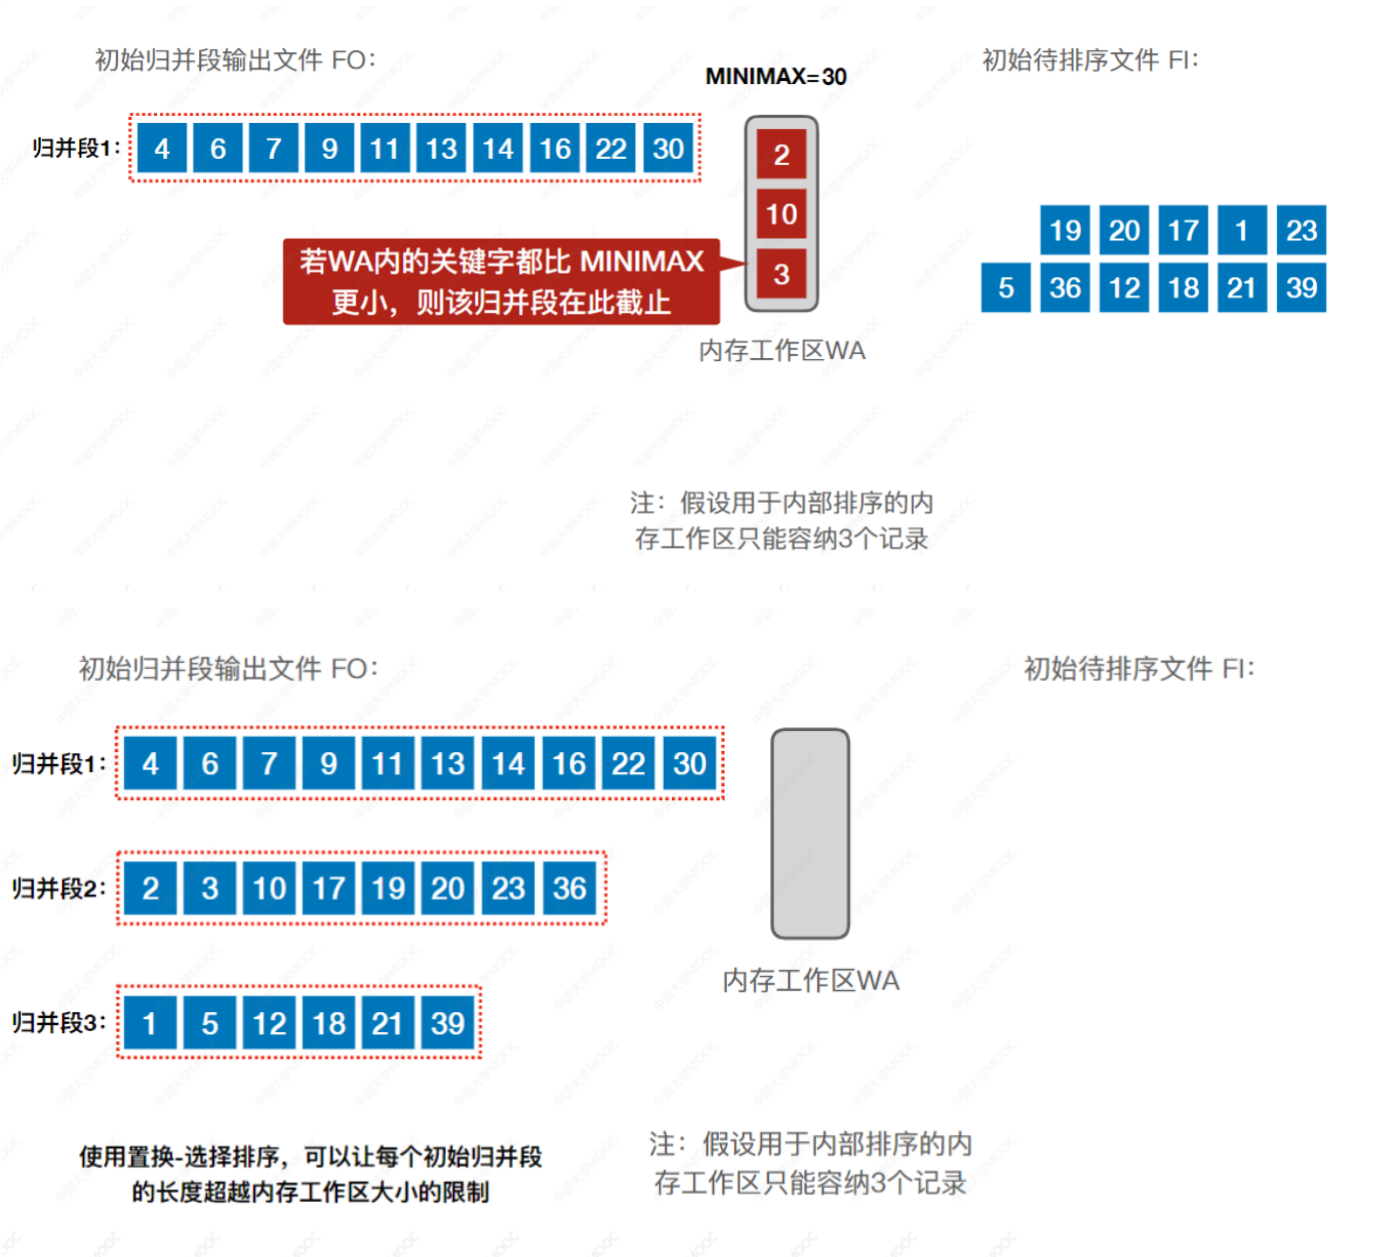 初始归并段输出文件 FO：
MINIMAX=30
初始待排序文件 FI：
归并段1：
4 6 7 9 11 13 14 16 22 30
2
10
3
19 20 17 1 23
5 36 12 18 21 39
若WA内的关键字都比 MINIMAX
更小，则该归并段在此截止
内存工作区WA
注：假设用于内部排序的内
存工作区只能容纳3个记录
初始归并段输出文件 FO：
初始待排序文件 FI：
归并段1：
4 6 7 9 11 13 14 16 22 30
归并段2：
2 3 10 17 19 20 23 36
内存工作区WA
归并段3：
1 5 12 18 21 39
使用置换-选择排序，可以让每个初始归并段
的长度超越内存工作区大小的限制
注：假设用于内部排序的内
存工作区只能容纳3个记录